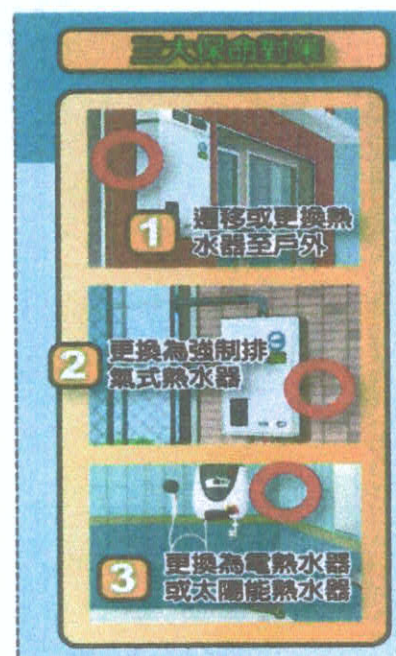 三大保命對策
1
遷移或更換熱
水器至戶外
2
更換為強制排
氣式熱水器
3
更換為電熱水器
或太陽能熱水器